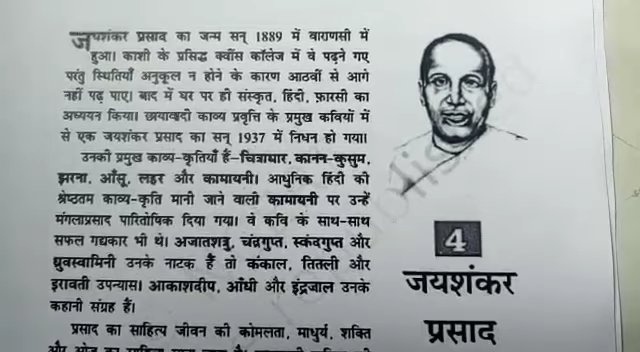 जयशंकर प्रसाद का जन्म सन् 1889 में वाराणसी में
हुआ। काशी के प्रसिद्ध क्वींस कॉलेज में वे पढ़ने गए
परंतु स्थितियाँ अनुकूल न होने के कारण आठवीं से आगे
नहीं पढ़ पाए। बाद में घर पर ही संस्कृत, हिंदी, फ़ारसी का
अध्ययन किया। छायावादी काव्य प्रवृत्ति के प्रमुख कवियों में
से एक जयशंकर प्रसाद का सन् 1937 में निधन हो गया।
उनकी प्रमुख काव्य-कृतियाँ हैं–चित्राधार, कानन-कुसुम,
झरना, आँसू, लहर और कामायनी। आधुनिक हिंदी की
श्रेष्ठतम काव्य-कृति मानी जाने वाली कामायनी पर उन्हें
मंगलाप्रसाद पारितोषिक दिया गया। वे कवि के साथ-साथ
सफल गद्यकार भी थे। अजातशत्रु, चंद्रगुप्त, स्कंदगुप्त और
ध्रुवस्वामिनी उनके नाटक हैं तो कंकाल, तितली और
इरावती उपन्यास। आकाशदीप, आँधी और इंद्रजाल उनके
कहानी संग्रह हैं।
प्रसाद का साहित्य जीवन की कोमलता, माधुर्य, शक्ति
4
जयशंकर
प्रसाद